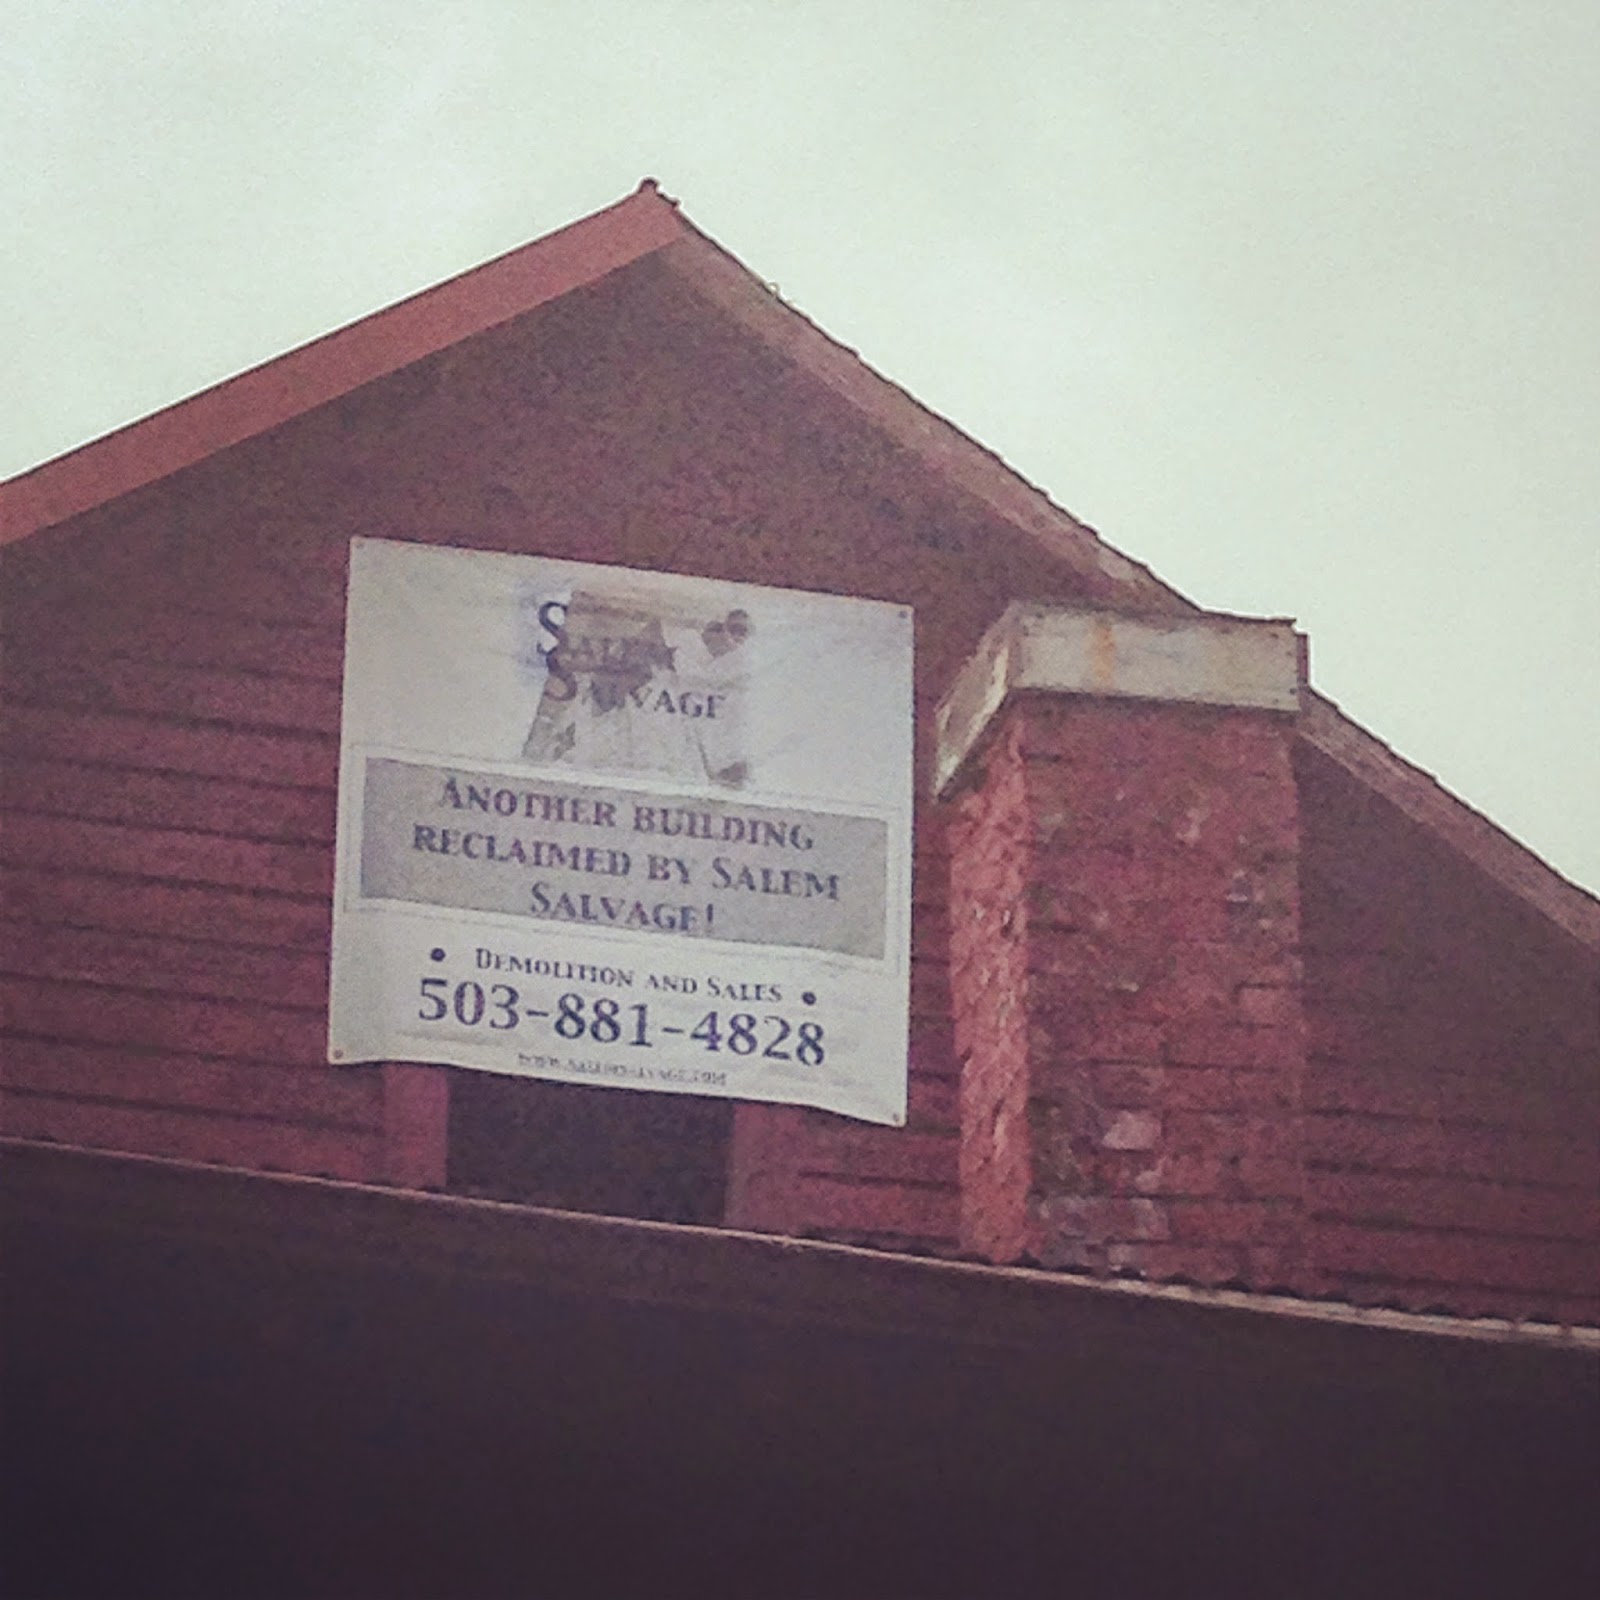 Salem
Salvage
Another building
reclaimed by Salem
Salvage!
• Demolition and Sales •
503-881-4828